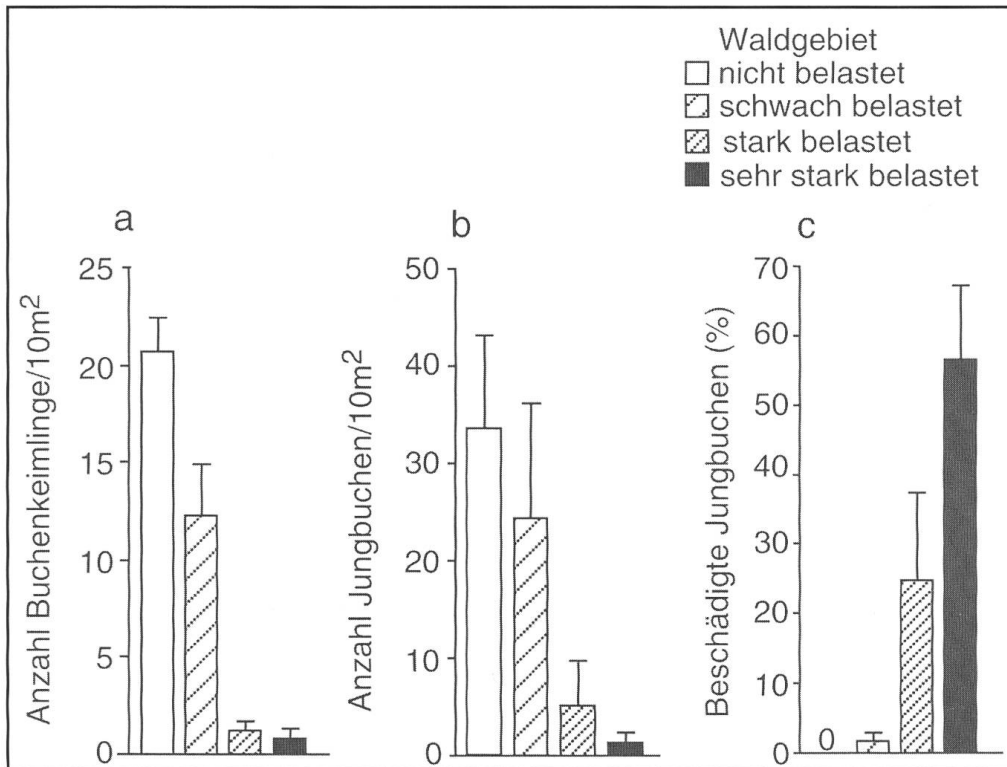 Waldgebiet
nicht belastet
schwach belastet
stark belastet
sehr stark belastet
a
25
20
15
10
5
0
Anzahl Buchenkeimlinge/10m²
b
50
40
30
20
10
0
Anzahl Jungbuchen/10m²
c
70
60
50
40
30
20
10
0
0
Beschädigte Jungbuchen (%)